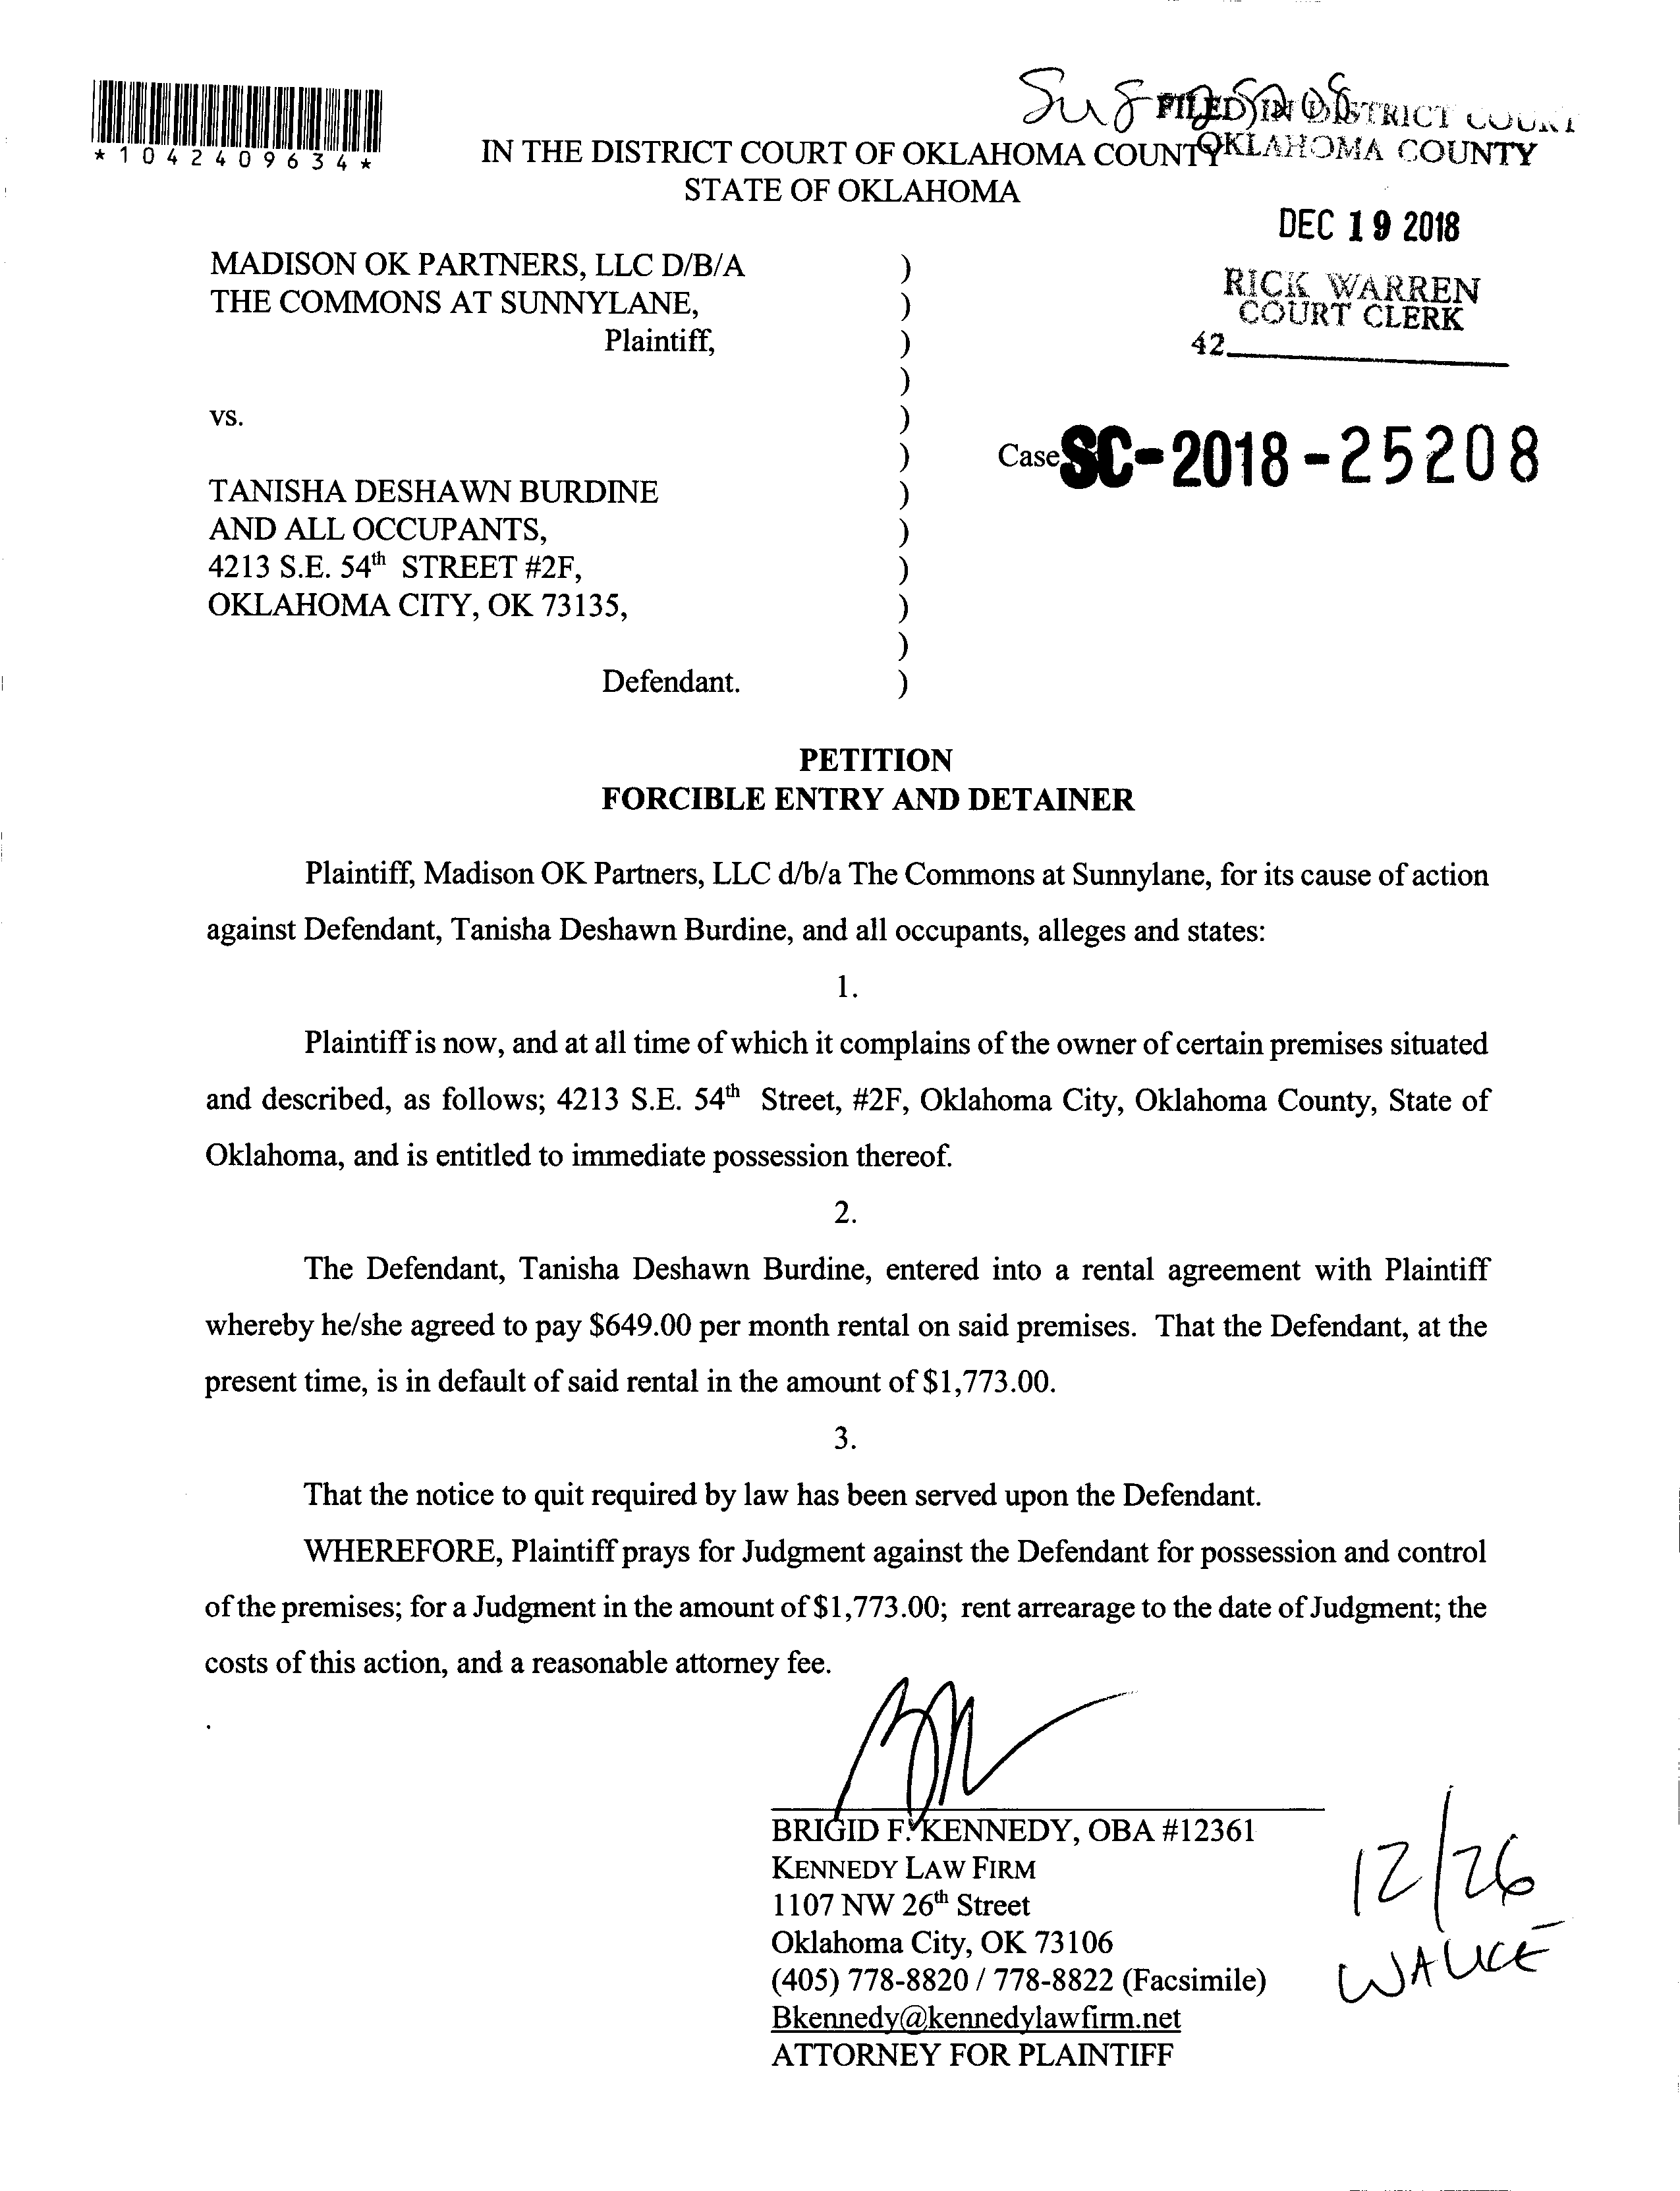 *1042409634*
FILED IN DISTRICT COURT
OKLAHOMA COUNTY
IN THE DISTRICT COURT OF OKLAHOMA COUNTY
STATE OF OKLAHOMA
DEC 19 2018
RICK WARREN
COURT CLERK
42
MADISON OK PARTNERS, LLC D/B/A )
THE COMMONS AT SUNNYLANE, )
Plaintiff, )
)
vs. )
) Case SC-2018-25208
TANISHA DESHAWN BURDINE )
AND ALL OCCUPANTS, )
4213 S.E. 54th STREET #2F, )
OKLAHOMA CITY, OK 73135, )
)
Defendant. )
PETITION
FORCIBLE ENTRY AND DETAINER
Plaintiff, Madison OK Partners, LLC d/b/a The Commons at Sunnylane, for its cause of action
against Defendant, Tanisha Deshawn Burdine, and all occupants, alleges and states:
1.
Plaintiff is now, and at all time of which it complains of the owner of certain premises situated
and described, as follows; 4213 S.E. 54th Street, #2F, Oklahoma City, Oklahoma County, State of
Oklahoma, and is entitled to immediate possession thereof.
2.
The Defendant, Tanisha Deshawn Burdine, entered into a rental agreement with Plaintiff
whereby he/she agreed to pay $649.00 per month rental on said premises. That the Defendant, at the
present time, is in default of said rental in the amount of $1,773.00.
3.
That the notice to quit required by law has been served upon the Defendant.
WHEREFORE, Plaintiff prays for Judgment against the Defendant for possession and control
of the premises; for a Judgment in the amount of $1,773.00; rent arrearage to the date of Judgment; the
costs of this action, and a reasonable attorney fee.
BRIGID F. KENNEDY, OBA #12361
KENNEDY LAW FIRM
1107 NW 26th Street
Oklahoma City, OK 73106
(405) 778-8820 / 778-8822 (Facsimile)
Bkennedy@kennedylawfirm.net
ATTORNEY FOR PLAINTIFF
12/26